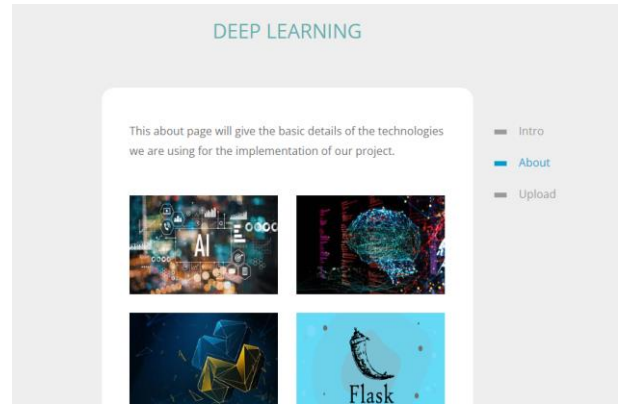 DEEP LEARNING
This about page will give the basic details of the technologies
we are using for the implementation of our project.
Intro
About
Upload
AI
Flask